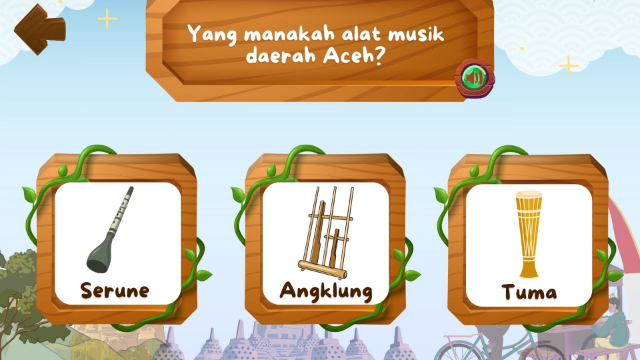 Yang manakah alat musik
daerah Aceh?
Serune
Angklung
Tuma